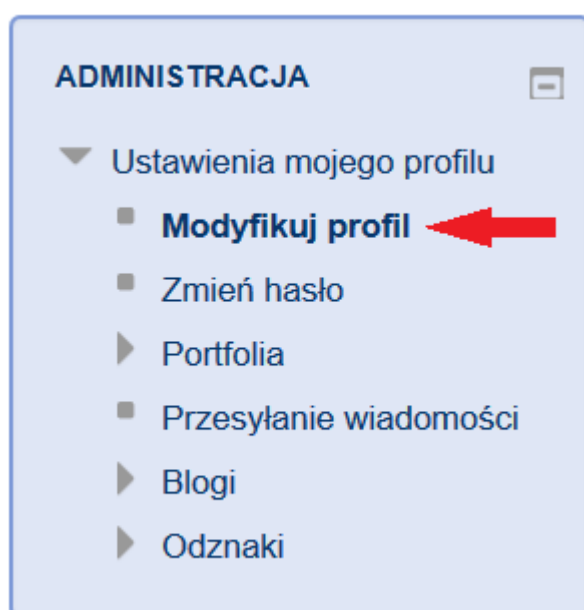 ADMINISTRACJA
Ustawienia mojego profilu
Modyfikuj profil
Zmień hasło
Portfolia
Przesyłanie wiadomości
Blogi
Odznaki